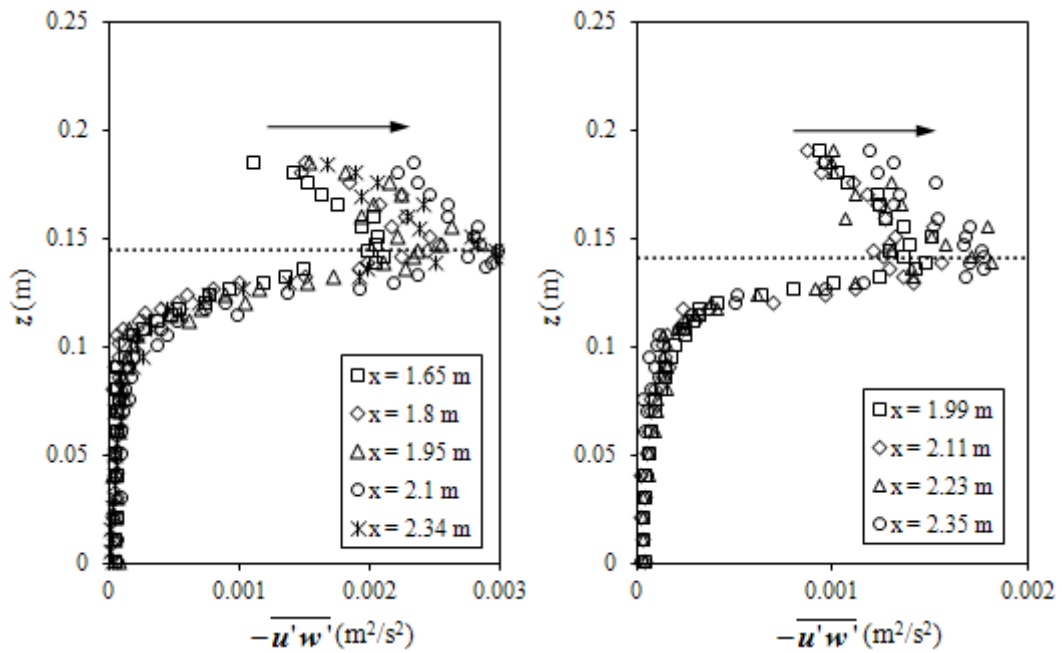 0.25
0.2
0.15
0.1
0.05
0
z (m)
x = 1.65 m
x = 1.8 m
x = 1.95 m
x = 2.1 m
x = 2.34 m
0 0.001 0.002 0.003
−u'w' (m²/s²)
0.25
0.2
0.15
0.1
0.05
0
z (m)
x = 1.99 m
x = 2.11 m
x = 2.23 m
x = 2.35 m
0 0.001 0.002
−u'w' (m²/s²)